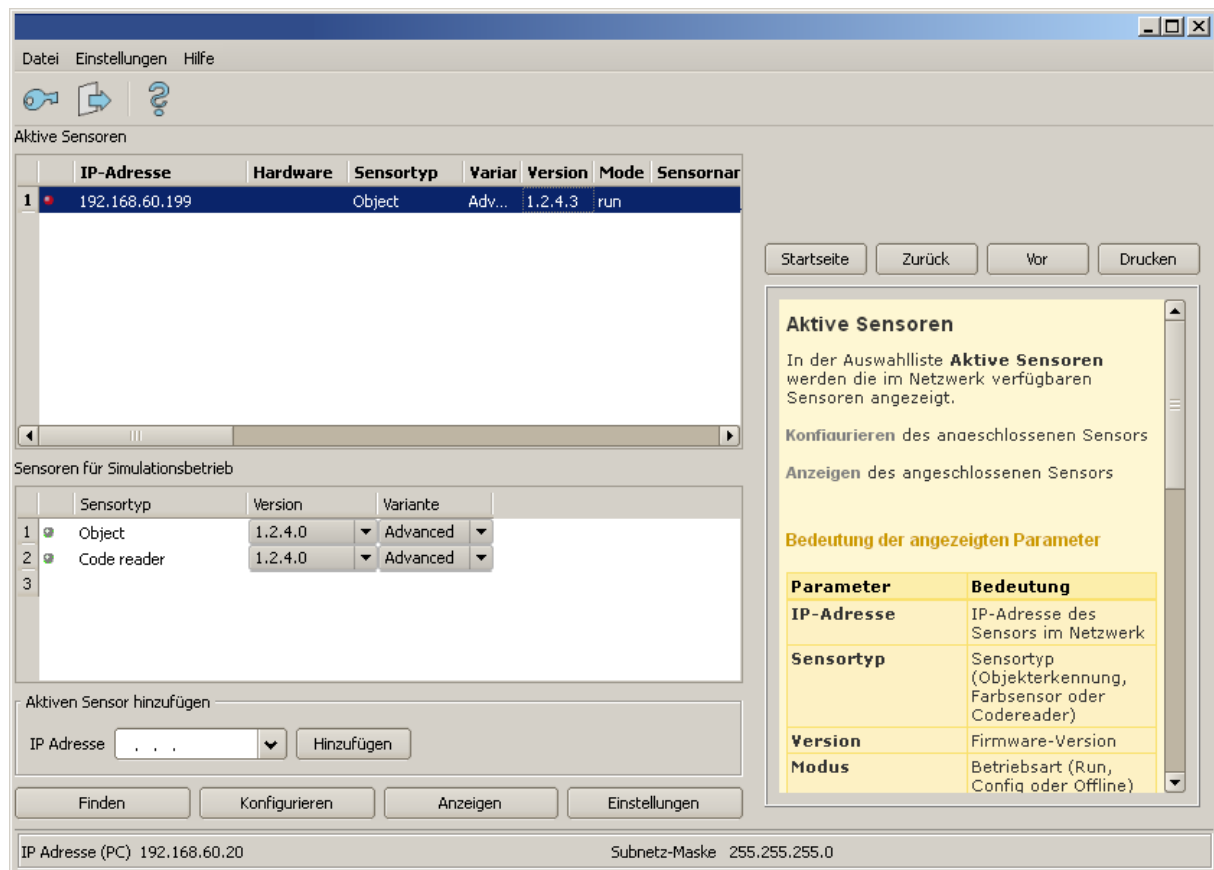 Datei Einstellungen Hilfe
Aktive Sensoren
IP-Adresse Hardware Sensortyp Variar Version Mode Sensornar
1 192.168.60.199 Object Adv... 1.2.4.3 run
Startseite Zurück Vor Drucken
Aktive Sensoren
In der Auswahlliste Aktive Sensoren
werden die im Netzwerk verfügbaren
Sensoren angezeigt.
Konfigurieren des angeschlossenen Sensors
Anzeigen des angeschlossenen Sensors
Bedeutung der angezeigten Parameter
Parameter Bedeutung
IP-Adresse IP-Adresse des
Sensors im Netzwerk
Sensortyp Sensortyp
(Objekterkennung,
Farbsensor oder
Codereader)
Version Firmware-Version
Modus Betriebsart (Run,
Config oder Offline)
Sensoren für Simulationsbetrieb
Sensortyp Version Variante
1 Object 1.2.4.0 Advanced
2 Code reader 1.2.4.0 Advanced
3
Aktiven Sensor hinzufügen
IP Adresse . . . Hinzufügen
Finden Konfigurieren Anzeigen Einstellungen
IP Adresse (PC) 192.168.60.20 Subnetz-Maske 255.255.255.0